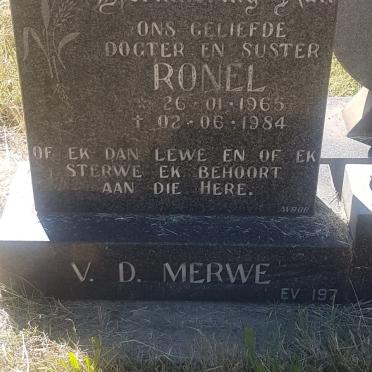 ONS GELIEFDE
DOGTER EN SUSTER
RONEL
☆ 26·01·1965
† 02·06·1984
OF EK DAN LEWE EN OF EK
STERWE EK BEHOORT
AAN DIE HERE.
V. D. MERWE
EV 197